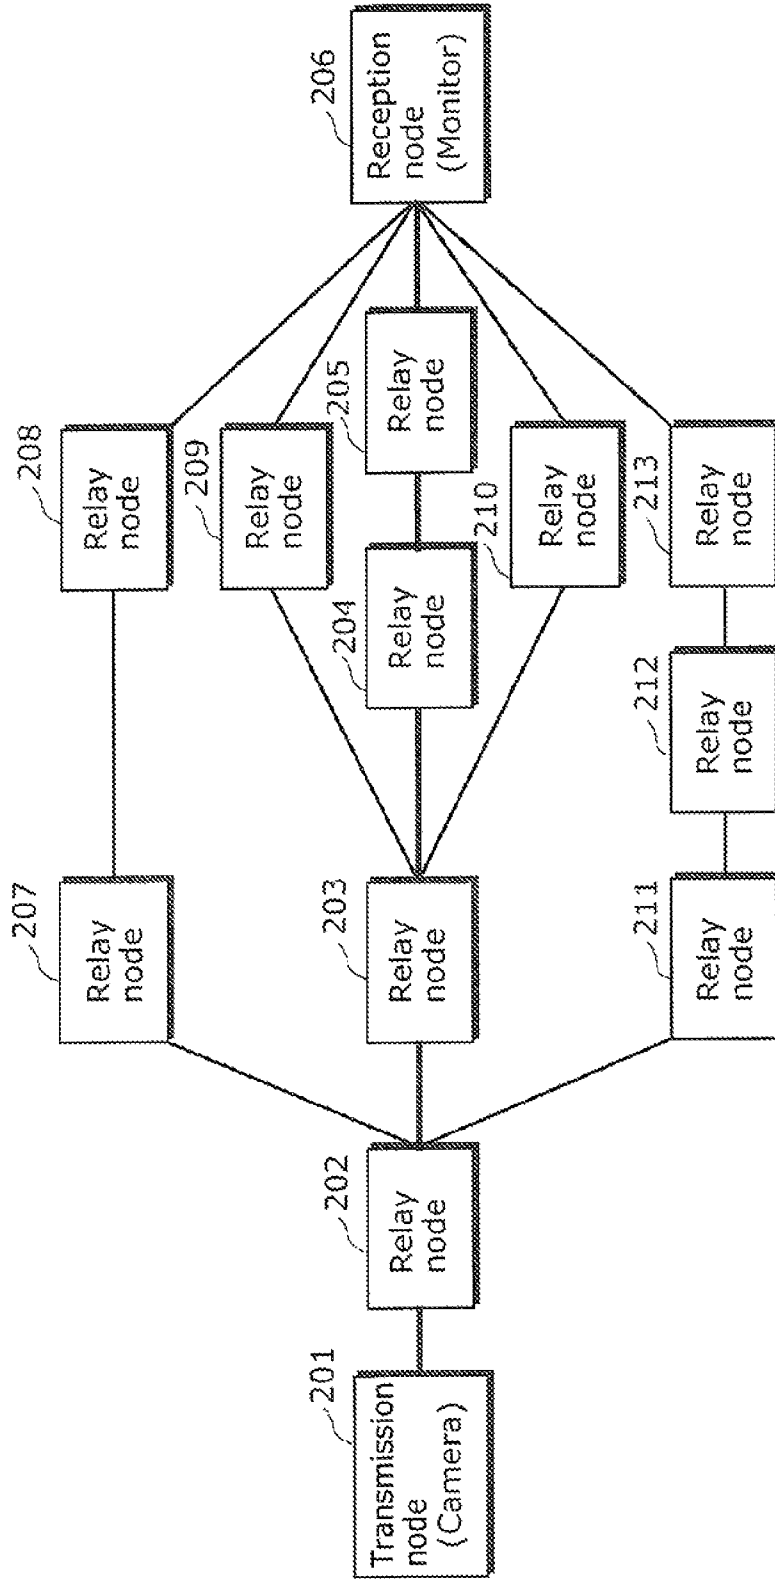 201
Transmission
node
(Camera)
202
Relay
node
207
Relay
node
203
Relay
node
211
Relay
node
208
Relay
node
209
Relay
node
204
Relay
node
205
Relay
node
210
Relay
node
212
Relay
node
213
Relay
node
206
Reception
node
(Monitor)